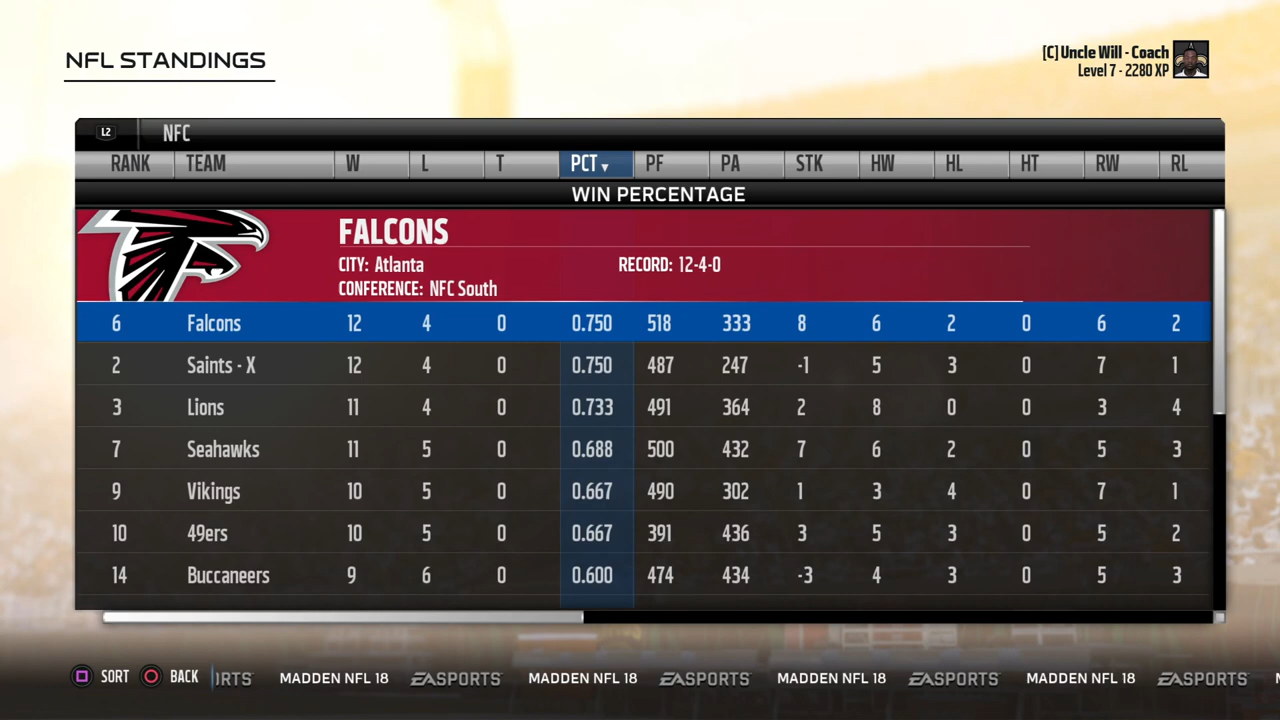 NFL STANDINGS
[C] Uncle Will - Coach
Level 7 - 2280 XP
L2 NFC
RANK TEAM W L T PCT ▼ PF PA STK HW HL HT RW RL
WIN PERCENTAGE
FALCONS
CITY: Atlanta RECORD: 12-4-0
CONFERENCE: NFC South
6 Falcons 12 4 0 0.750 518 333 8 6 2 0 6 2
2 Saints - X 12 4 0 0.750 487 247 -1 5 3 0 7 1
3 Lions 11 4 0 0.733 491 364 2 8 0 0 3 4
7 Seahawks 11 5 0 0.688 500 432 7 6 2 0 5 3
9 Vikings 10 5 0 0.667 490 302 1 3 4 0 7 1
10 49ers 10 5 0 0.667 391 436 3 5 3 0 5 2
14 Buccaneers 9 6 0 0.600 474 434 -3 4 3 0 5 3
SORT BACK RTS MADDEN NFL 18 EA SPORTS MADDEN NFL 18 EA SPORTS MADDEN NFL 18 EA SPORTS MADDEN NFL 18 EA SPORTS